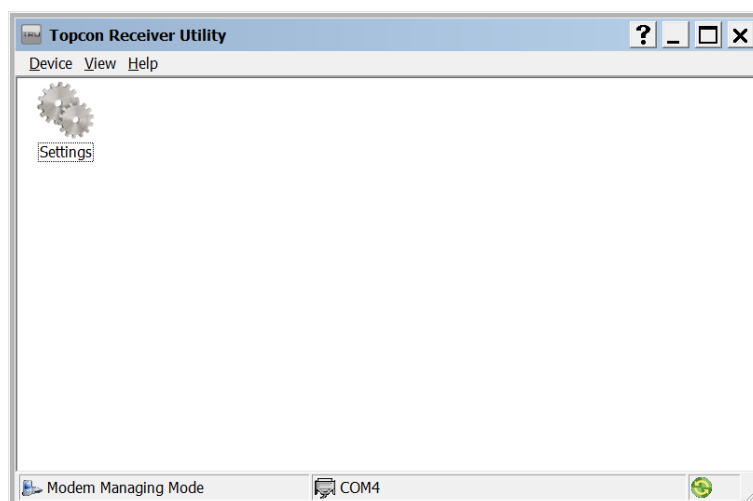 Topcon Receiver Utility
Device View Help
Settings
Modem Managing Mode COM4